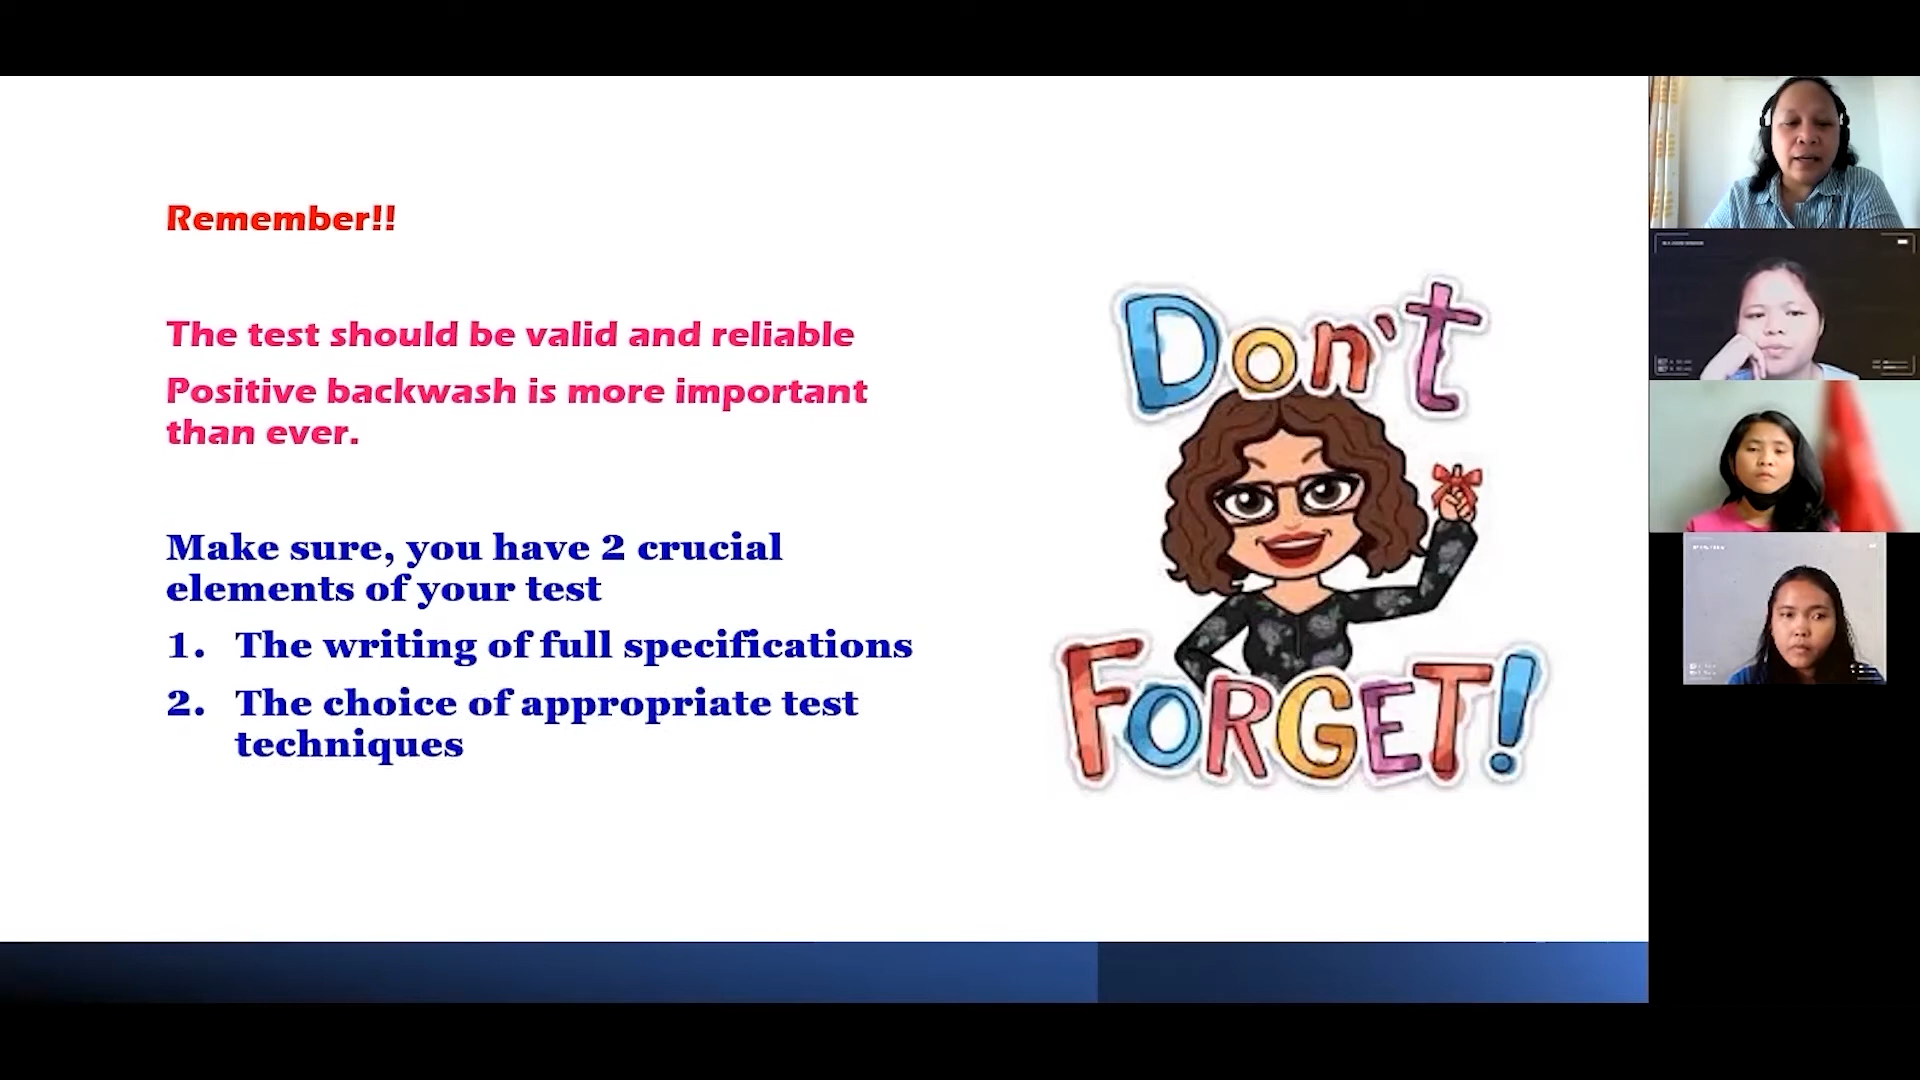 Remember!!
The test should be valid and reliable
Positive backwash is more important
than ever.
Make sure, you have 2 crucial
elements of your test
1. The writing of full specifications
2. The choice of appropriate test
techniques
Don't
FORGET!